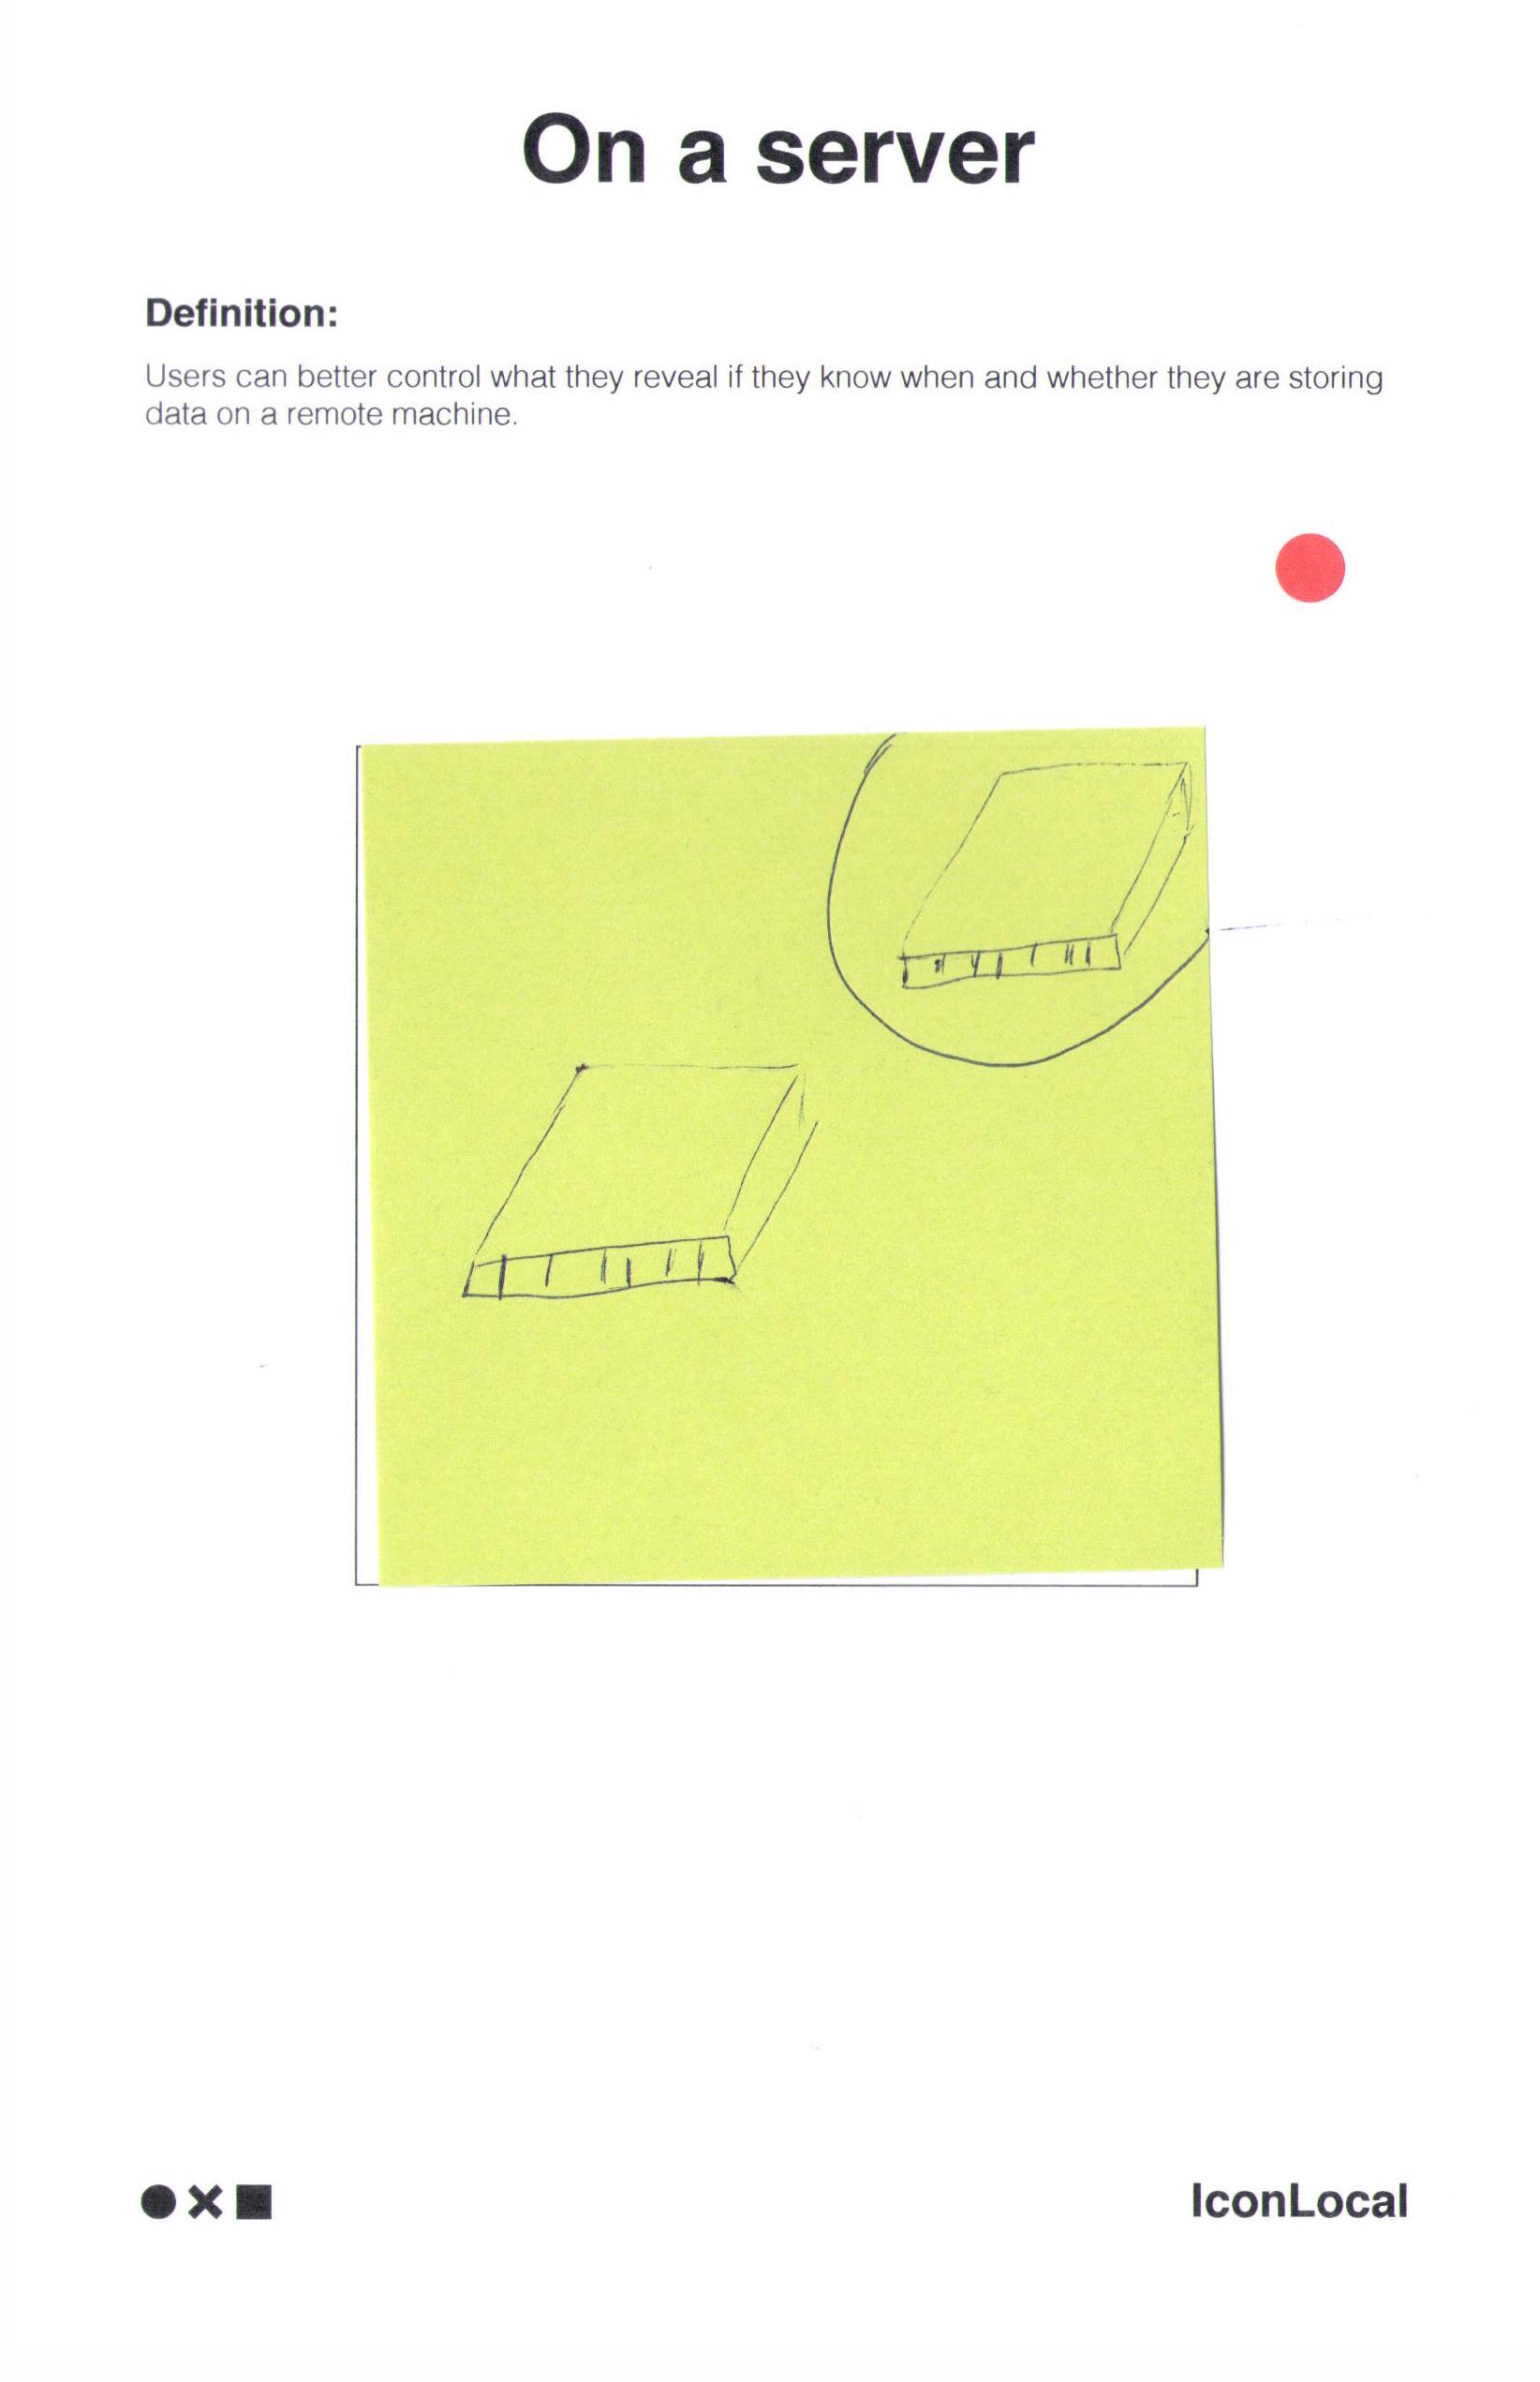 On a server
Definition:
Users can better control what they reveal if they know when and whether they are storing
data on a remote machine.
IconLocal